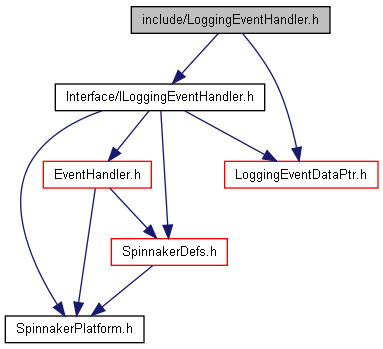 include/LoggingEventHandler.h
Interface/ILoggingEventHandler.h
EventHandler.h
LoggingEventDataPtr.h
SpinnakerDefs.h
SpinnakerPlatform.h